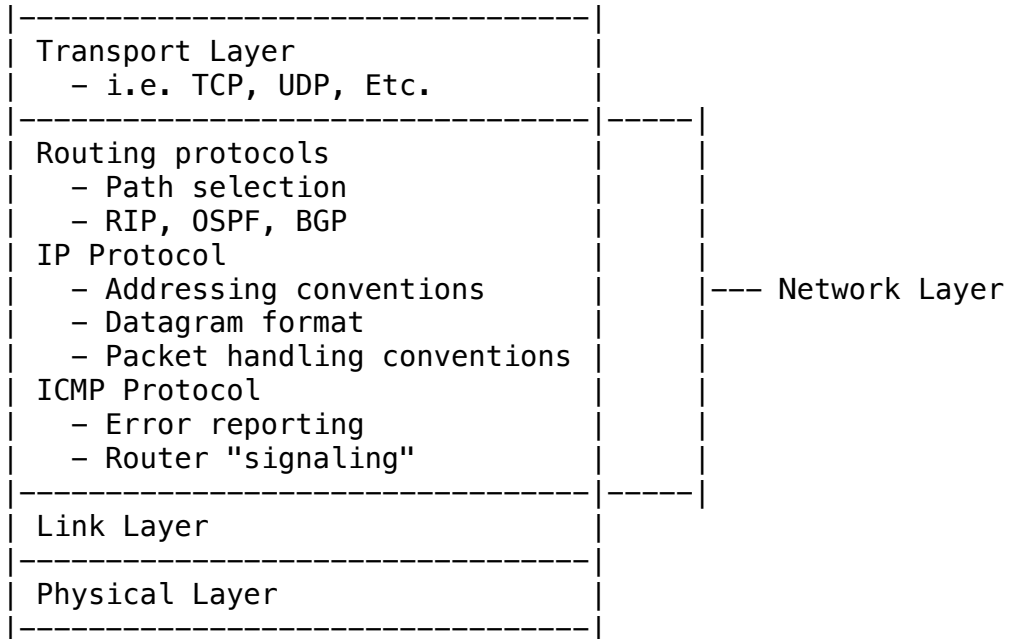 Transport Layer
- i.e. TCP, UDP, Etc.
Routing protocols
- Path selection
- RIP, OSPF, BGP
IP Protocol
- Addressing conventions
- Datagram format
- Packet handling conventions
ICMP Protocol
- Error reporting
- Router "signaling"
--- Network Layer
Link Layer
Physical Layer